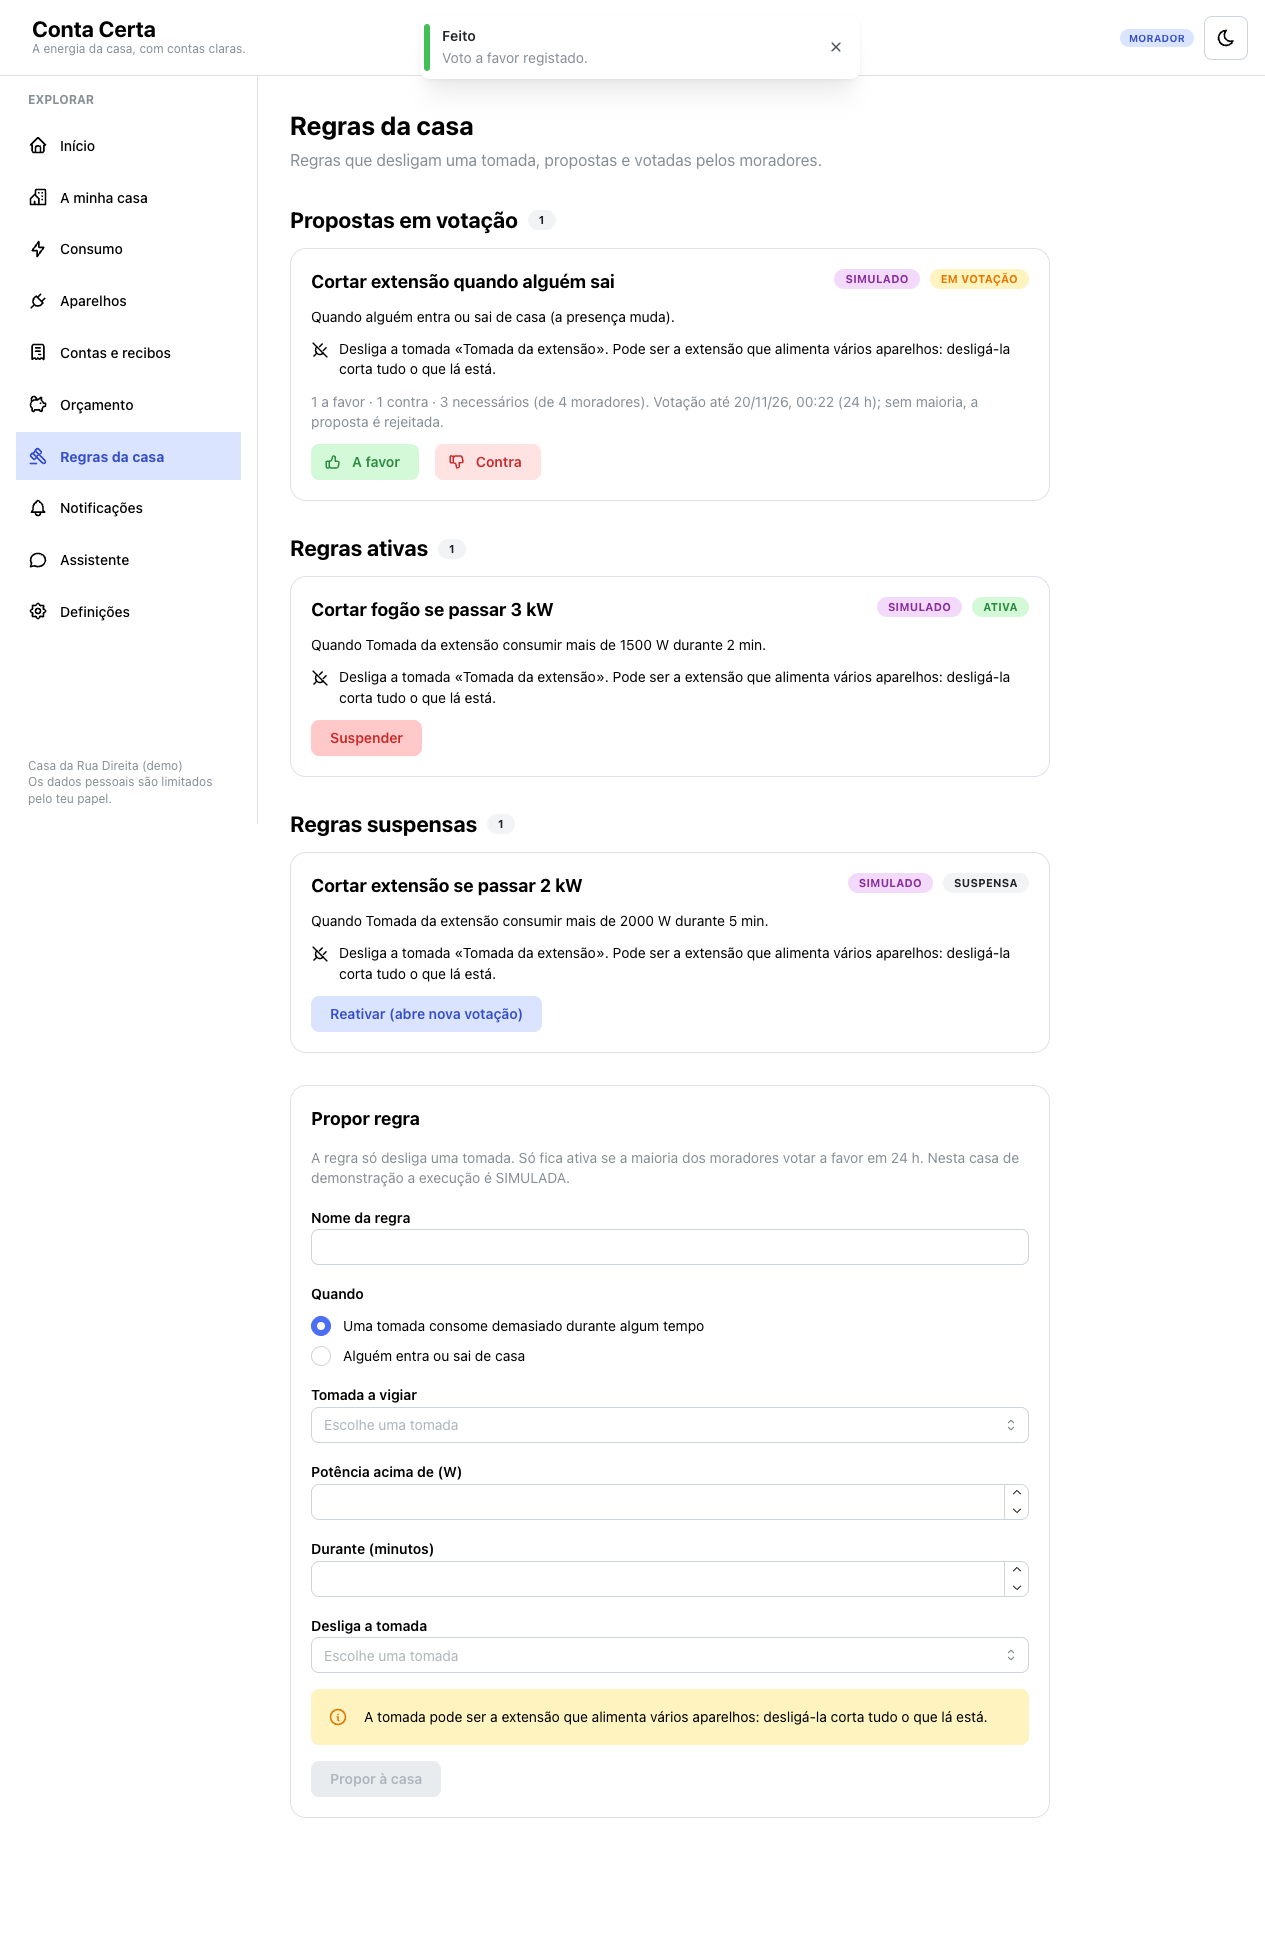 Conta Certa
A energia da casa, com contas claras.
Feito
Voto a favor registado.
MORADOR
EXPLORAR
Início
A minha casa
Consumo
Aparelhos
Contas e recibos
Orçamento
Regras da casa
Notificações
Assistente
Definições
Casa da Rua Direita (demo)
Os dados pessoais são limitados
pelo teu papel.
Regras da casa
Regras que desligam uma tomada, propostas e votadas pelos moradores.
Propostas em votação 1
Cortar extensão quando alguém sai
SIMULADO EM VOTAÇÃO
Quando alguém entra ou sai de casa (a presença muda).
Desliga a tomada «Tomada da extensão». Pode ser a extensão que alimenta vários aparelhos: desligá-la
corta tudo o que lá está.
1 a favor · 1 contra · 3 necessários (de 4 moradores). Votação até 20/11/26, 00:22 (24 h); sem maioria, a
proposta é rejeitada.
A favor Contra
Regras ativas 1
Cortar fogão se passar 3 kW
SIMULADO ATIVA
Quando Tomada da extensão consumir mais de 1500 W durante 2 min.
Desliga a tomada «Tomada da extensão». Pode ser a extensão que alimenta vários aparelhos: desligá-la
corta tudo o que lá está.
Suspender
Regras suspensas 1
Cortar extensão se passar 2 kW
SIMULADO SUSPENSA
Quando Tomada da extensão consumir mais de 2000 W durante 5 min.
Desliga a tomada «Tomada da extensão». Pode ser a extensão que alimenta vários aparelhos: desligá-la
corta tudo o que lá está.
Reativar (abre nova votação)
Propor regra
A regra só desliga uma tomada. Só fica ativa se a maioria dos moradores votar a favor em 24 h. Nesta casa de
demonstração a execução é SIMULADA.
Nome da regra
Quando
Uma tomada consome demasiado durante algum tempo
Alguém entra ou sai de casa
Tomada a vigiar
Escolhe uma tomada
Potência acima de (W)
Durante (minutos)
Desliga a tomada
Escolhe uma tomada
A tomada pode ser a extensão que alimenta vários aparelhos: desligá-la corta tudo o que lá está.
Propor à casa